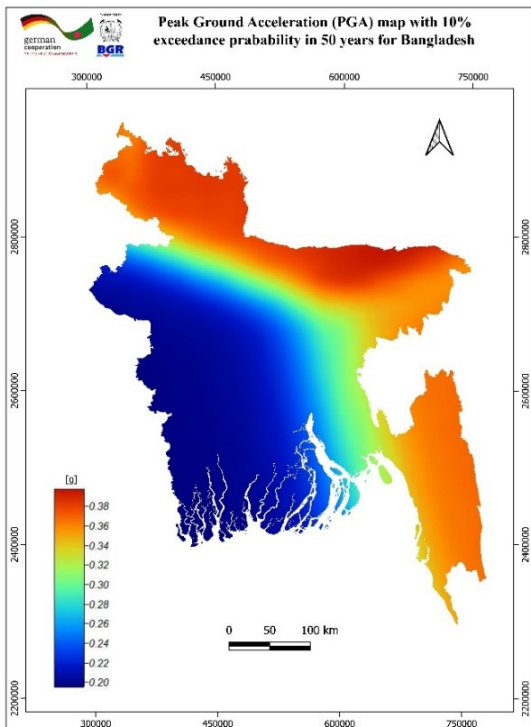 german
cooperation
BGR
Peak Ground Acceleration (PGA) map with 10%
exceedance prabability in 50 years for Bangladesh
300000 450000 600000 750000
2800000
2800000
2600000
2600000
[g]
0.38
0.36
0.34
0.32
0.30
0.28
0.26
0.24
0.22
0.20
2400000
2400000
0 50 100 km
2200000
2200000
300000 450000 600000 750000